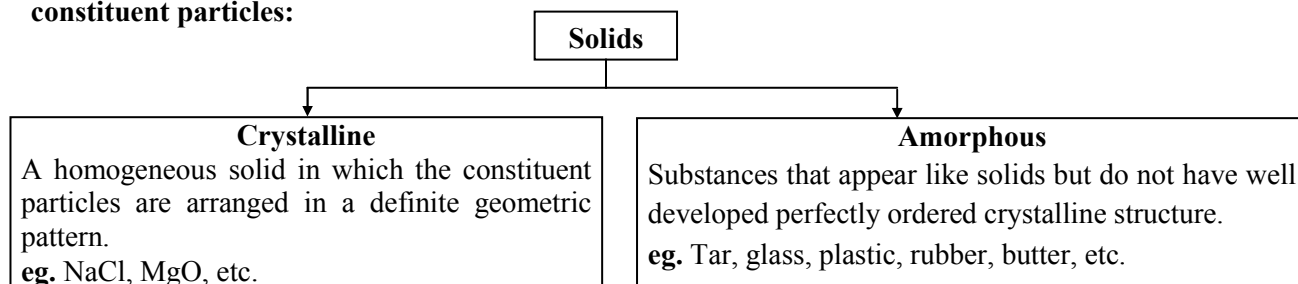 constituent particles:
Solids
Crystalline
A homogeneous solid in which the constituent
particles are arranged in a definite geometric
pattern.
eg. NaCl, MgO, etc.
Amorphous
Substances that appear like solids but do not have well
developed perfectly ordered crystalline structure.
eg. Tar, glass, plastic, rubber, butter, etc.